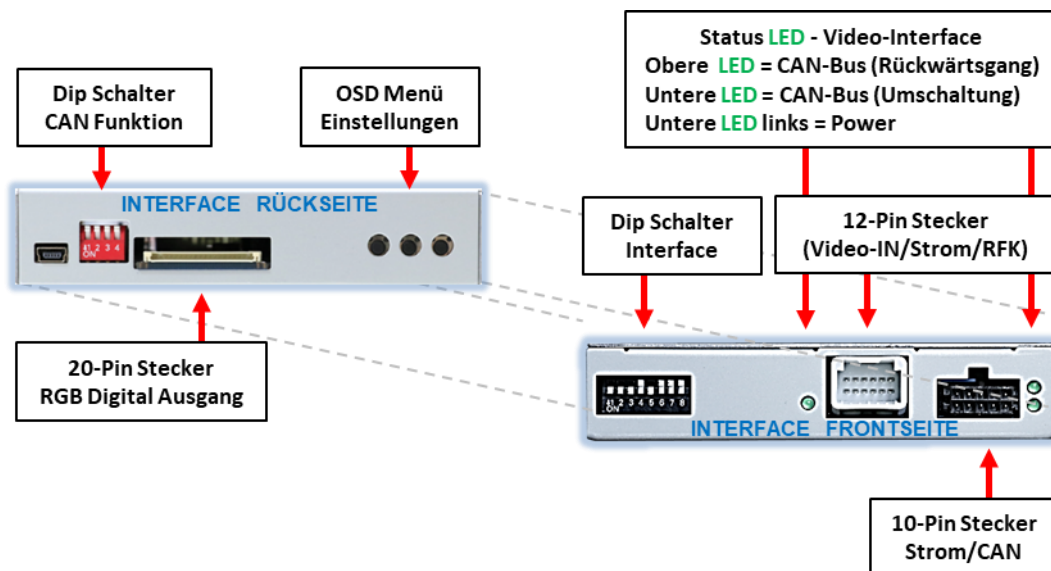 Status LED - Video-Interface
Obere LED = CAN-Bus (Rückwärtsgang)
Untere LED = CAN-Bus (Umschaltung)
Untere LED links = Power
Dip Schalter
CAN Funktion
OSD Menü
Einstellungen
INTERFACE RÜCKSEITE
1 2 3 4
ON
Dip Schalter
Interface
12-Pin Stecker
(Video-IN/Strom/RFK)
20-Pin Stecker
RGB Digital Ausgang
1 2 3 4 5 6 7 8
ON
INTERFACE FRONTSEITE
10-Pin Stecker
Strom/CAN